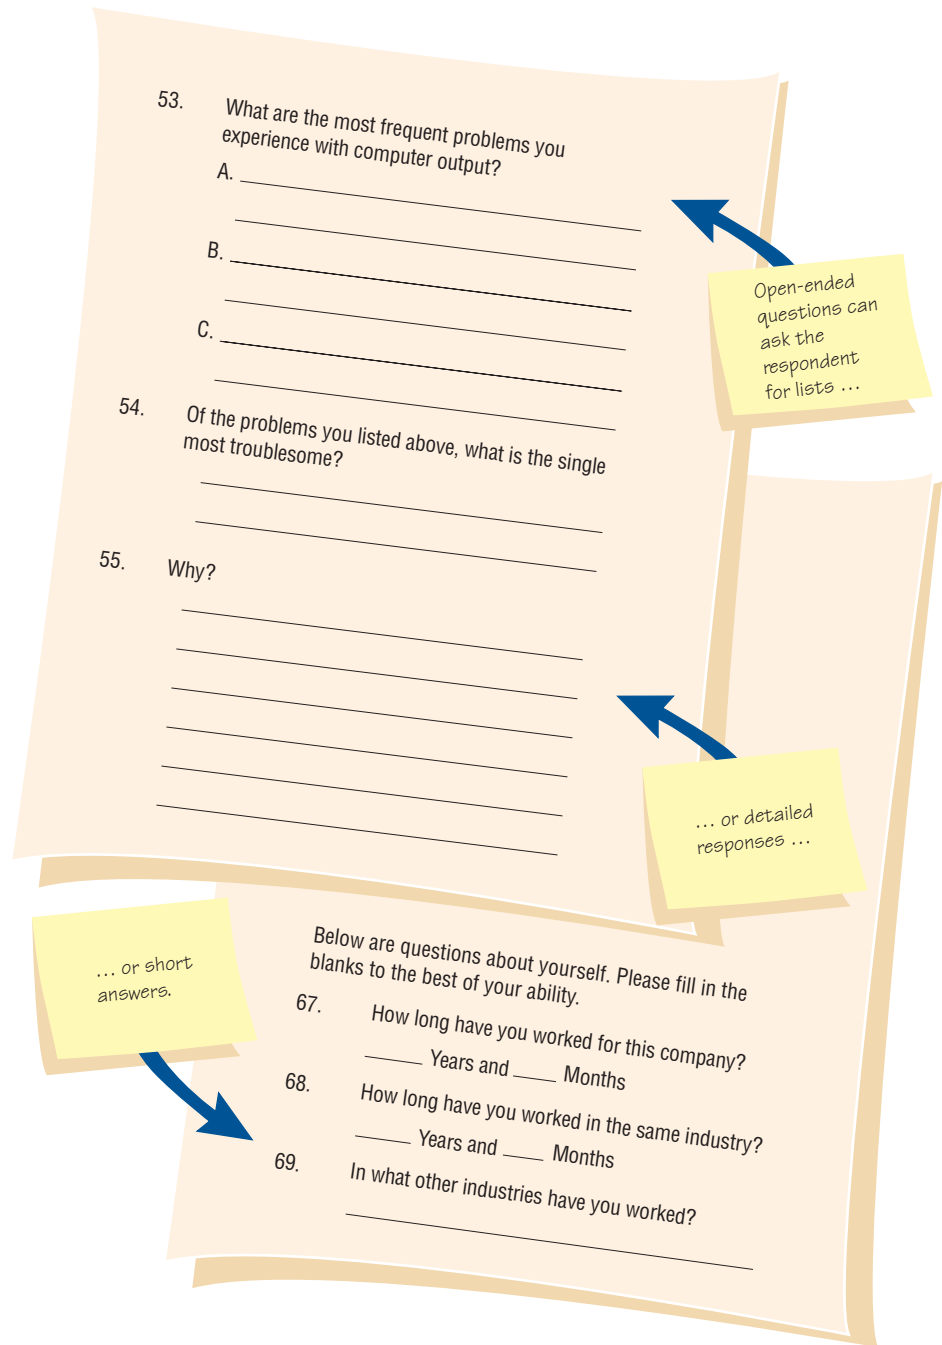 53. What are the most frequent problems you
experience with computer output?
A.
B.
C.
Open-ended
questions can
ask the
respondent
for lists ...
54. Of the problems you listed above, what is the single
most troublesome?
55. Why?
... or detailed
responses ...
... or short
answers.
Below are questions about yourself. Please fill in the
blanks to the best of your ability.
67. How long have you worked for this company?
Years and Months
68. How long have you worked in the same industry?
Years and Months
69. In what other industries have you worked?